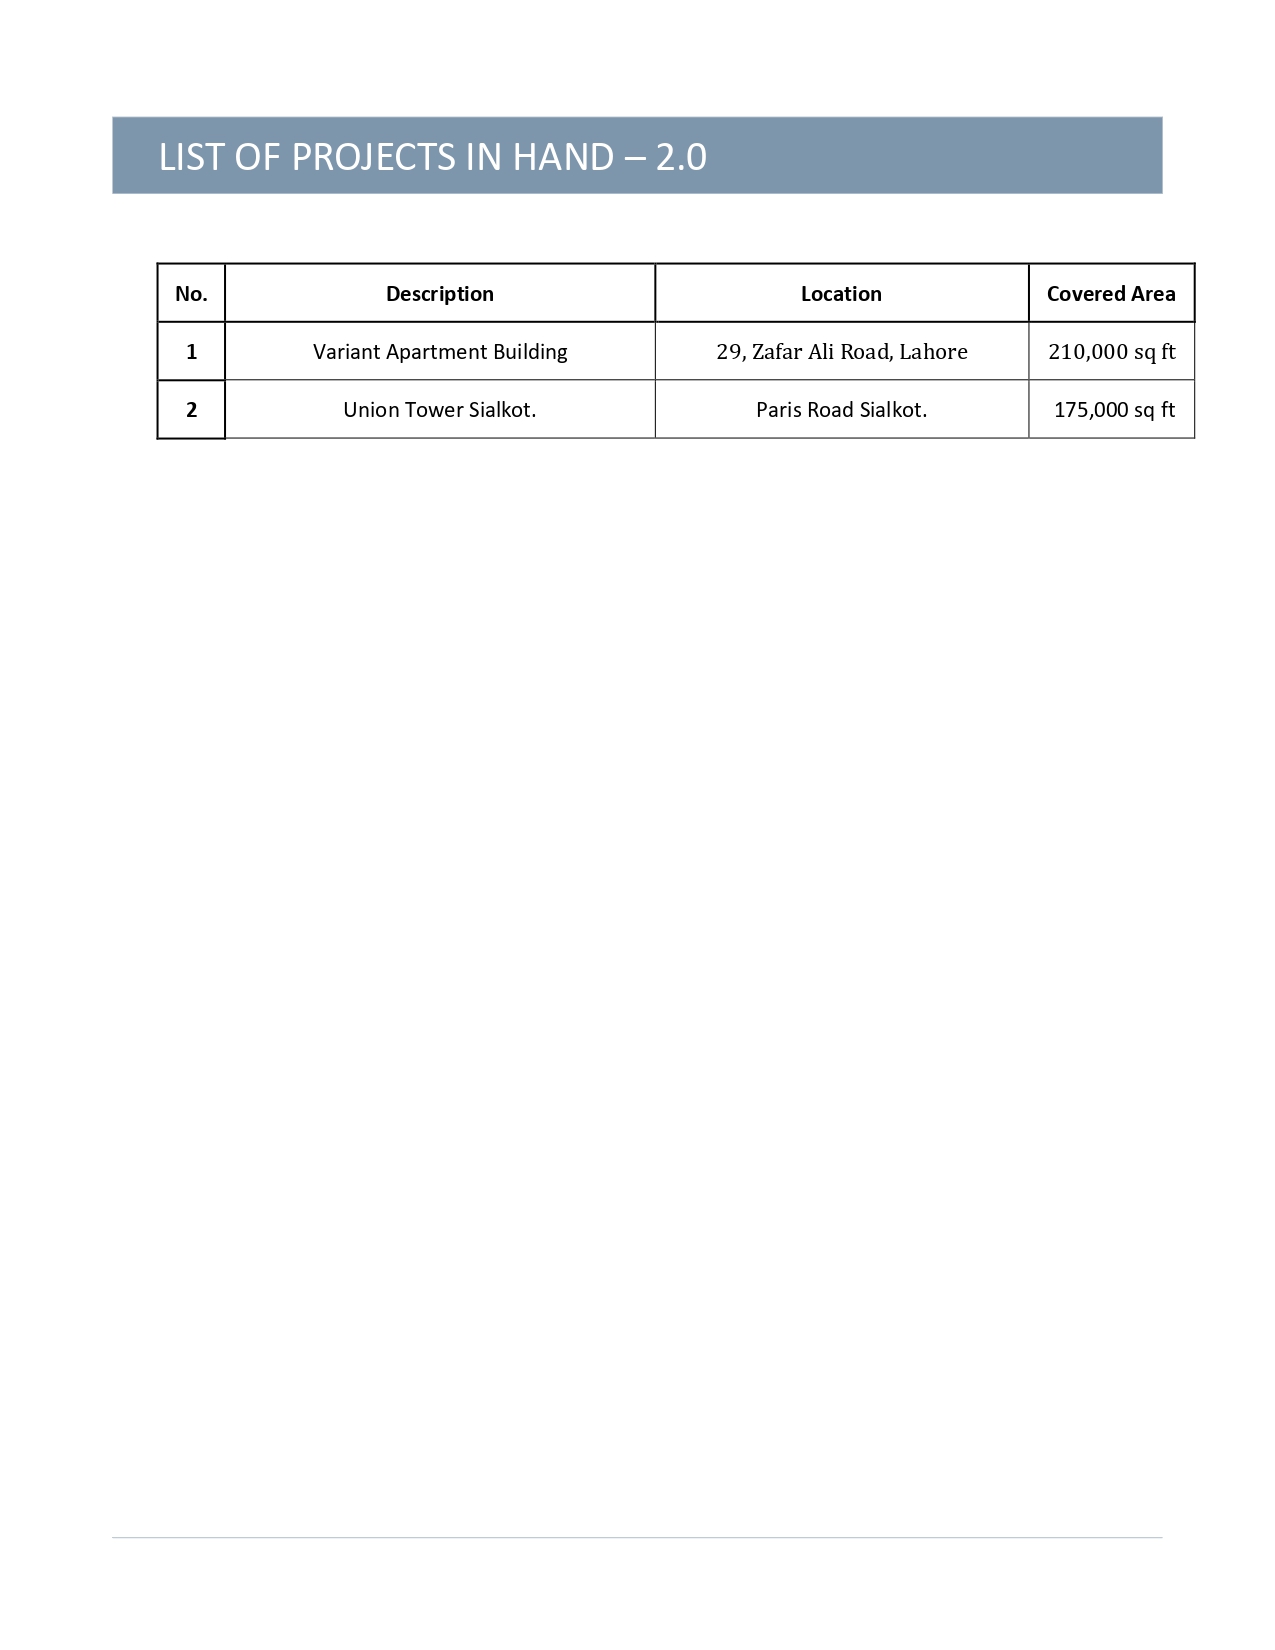 LIST OF PROJECTS IN HAND – 2.0
No. Description Location Covered Area
1 Variant Apartment Building 29, Zafar Ali Road, Lahore 210,000 sq ft
2 Union Tower Sialkot. Paris Road Sialkot. 175,000 sq ft